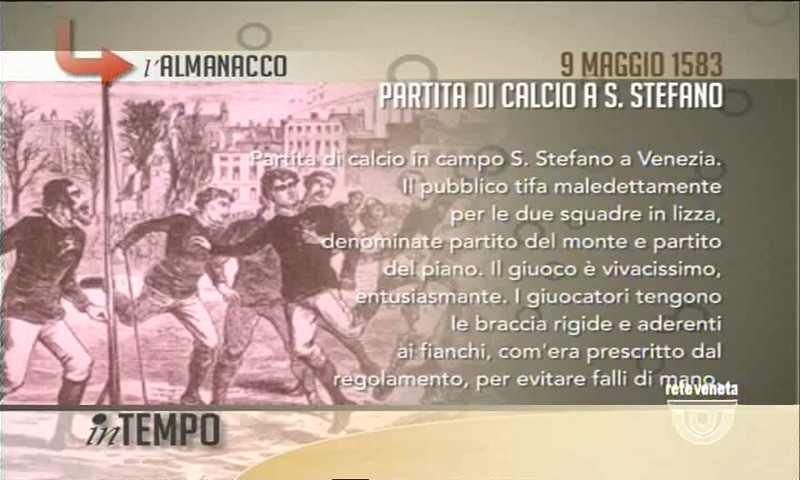 l'ALMANACCO
9 MAGGIO 1583
PARTITA DI CALCIO A S. STEFANO
Partita di calcio in campo S. Stefano a Venezia.
Il pubblico tifa maledettamente
per le due squadre in lizza,
denominate partito del monte e partito
del piano. Il giuoco è vivacissimo,
entusiasmante. I giuocatori tengono
le braccia rigide e aderenti
ai fianchi, com'era prescritto dal
regolamento, per evitare falli di mano.
reteveneta
inTEMPO